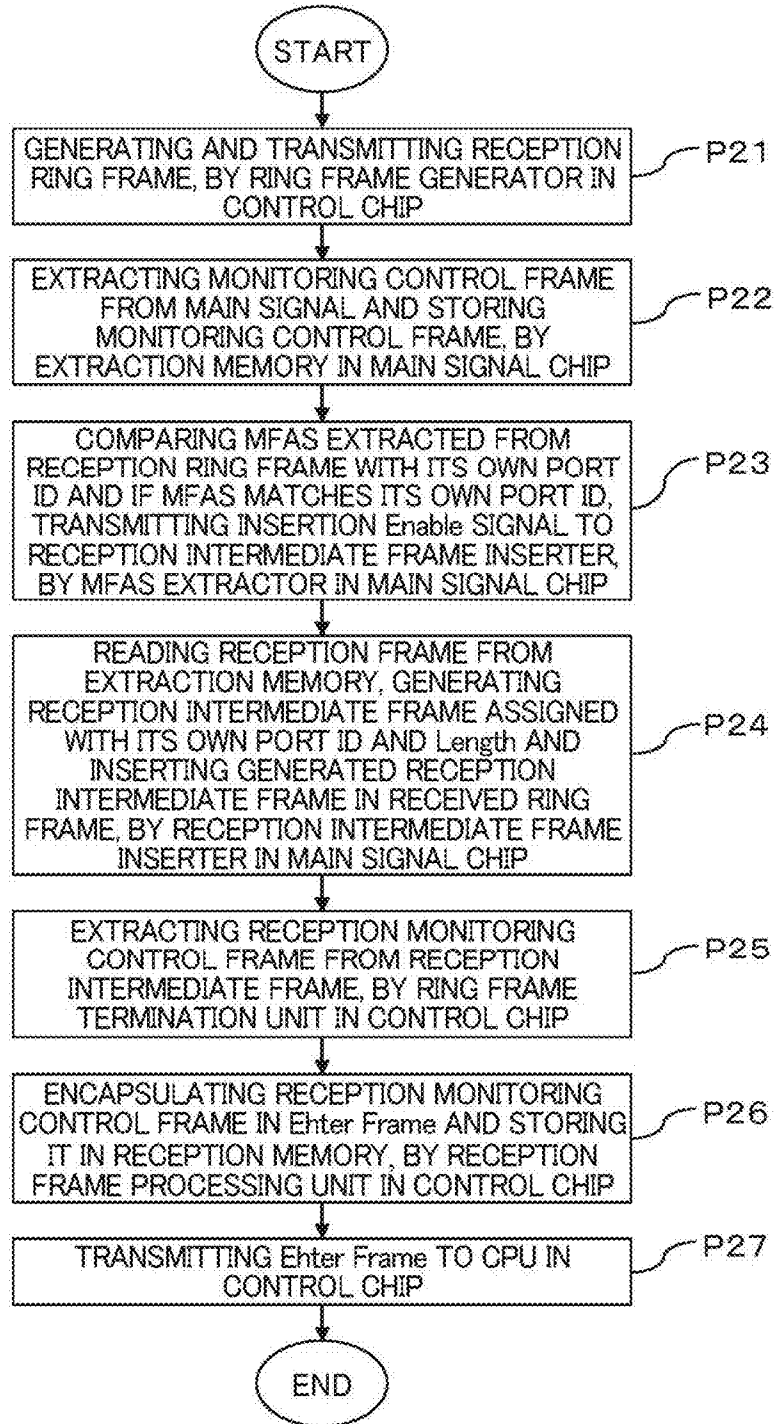 START
GENERATING AND TRANSMITTING RECEPTION
RING FRAME, BY RING FRAME GENERATOR IN
CONTROL CHIP
P21
EXTRACTING MONITORING CONTROL FRAME
FROM MAIN SIGNAL AND STORING
MONITORING CONTROL FRAME, BY
EXTRACTION MEMORY IN MAIN SIGNAL CHIP
P22
COMPARING MFAS EXTRACTED FROM
RECEPTION RING FRAME WITH ITS OWN PORT
ID AND IF MFAS MATCHES ITS OWN PORT ID,
TRANSMITTING INSERTION Enable SIGNAL TO
RECEPTION INTERMEDIATE FRAME INSERTER,
BY MFAS EXTRACTOR IN MAIN SIGNAL CHIP
P23
READING RECEPTION FRAME FROM
EXTRACTION MEMORY, GENERATING
RECEPTION INTERMEDIATE FRAME ASSIGNED
WITH ITS OWN PORT ID AND Length AND
INSERTING GENERATED RECEPTION
INTERMEDIATE FRAME IN RECEIVED RING
FRAME, BY RECEPTION INTERMEDIATE FRAME
INSERTER IN MAIN SIGNAL CHIP
P24
EXTRACTING RECEPTION MONITORING
CONTROL FRAME FROM RECEPTION
INTERMEDIATE FRAME, BY RING FRAME
TERMINATION UNIT IN CONTROL CHIP
P25
ENCAPSULATING RECEPTION MONITORING
CONTROL FRAME IN Ehter Frame AND STORING
IT IN RECEPTION MEMORY, BY RECEPTION
FRAME PROCESSING UNIT IN CONTROL CHIP
P26
TRANSMITTING Ehter Frame TO CPU IN
CONTROL CHIP
P27
END